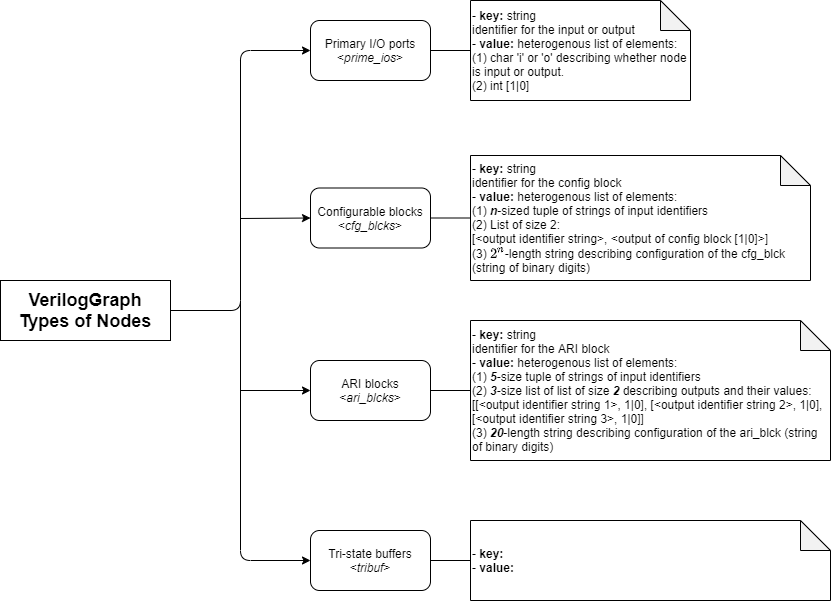 Primary I/O ports
<prime_ios>
- key: string
identifier for the input or output
- value: heterogenous list of elements:
(1) char 'i' or 'o' describing whether node
is input or output.
(2) int [1|0]
Configurable blocks
<cfg_blcks>
- key: string
identifier for the config block
- value: heterogenous list of elements:
(1) n-sized tuple of strings of input identifiers
(2) List of size 2:
[<output identifier string>, <output of config block [1|0]>]
(3) 2^n-length string describing configuration of the cfg_blck
(string of binary digits)
VerilogGraph
Types of Nodes
ARI blocks
<ari_blcks>
- key: string
identifier for the ARI block
- value: heterogenous list of elements:
(1) 5-size tuple of strings of input identifiers
(2) 3-size list of list of size 2 describing outputs and their values:
[[<output identifier string 1>, 1|0], [<output identifier string 2>, 1|0],
[<output identifier string 3>, 1|0]]
(3) 20-length string describing configuration of the ari_blck (string
of binary digits)
Tri-state buffers
<tribuf>
- key:
- value: